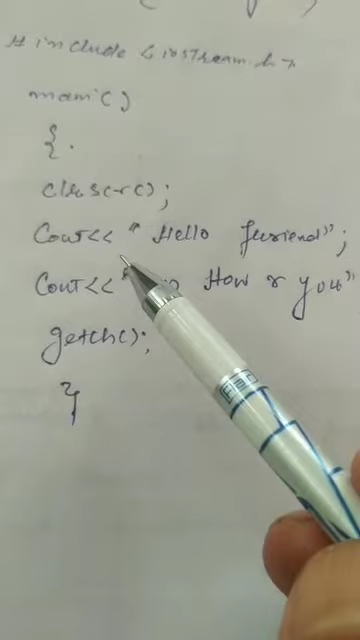 # include < iostream.h >
main()
{.
clrscr();
Cout<< " Hello friend";
Cout<< " How r you"
getch();
}